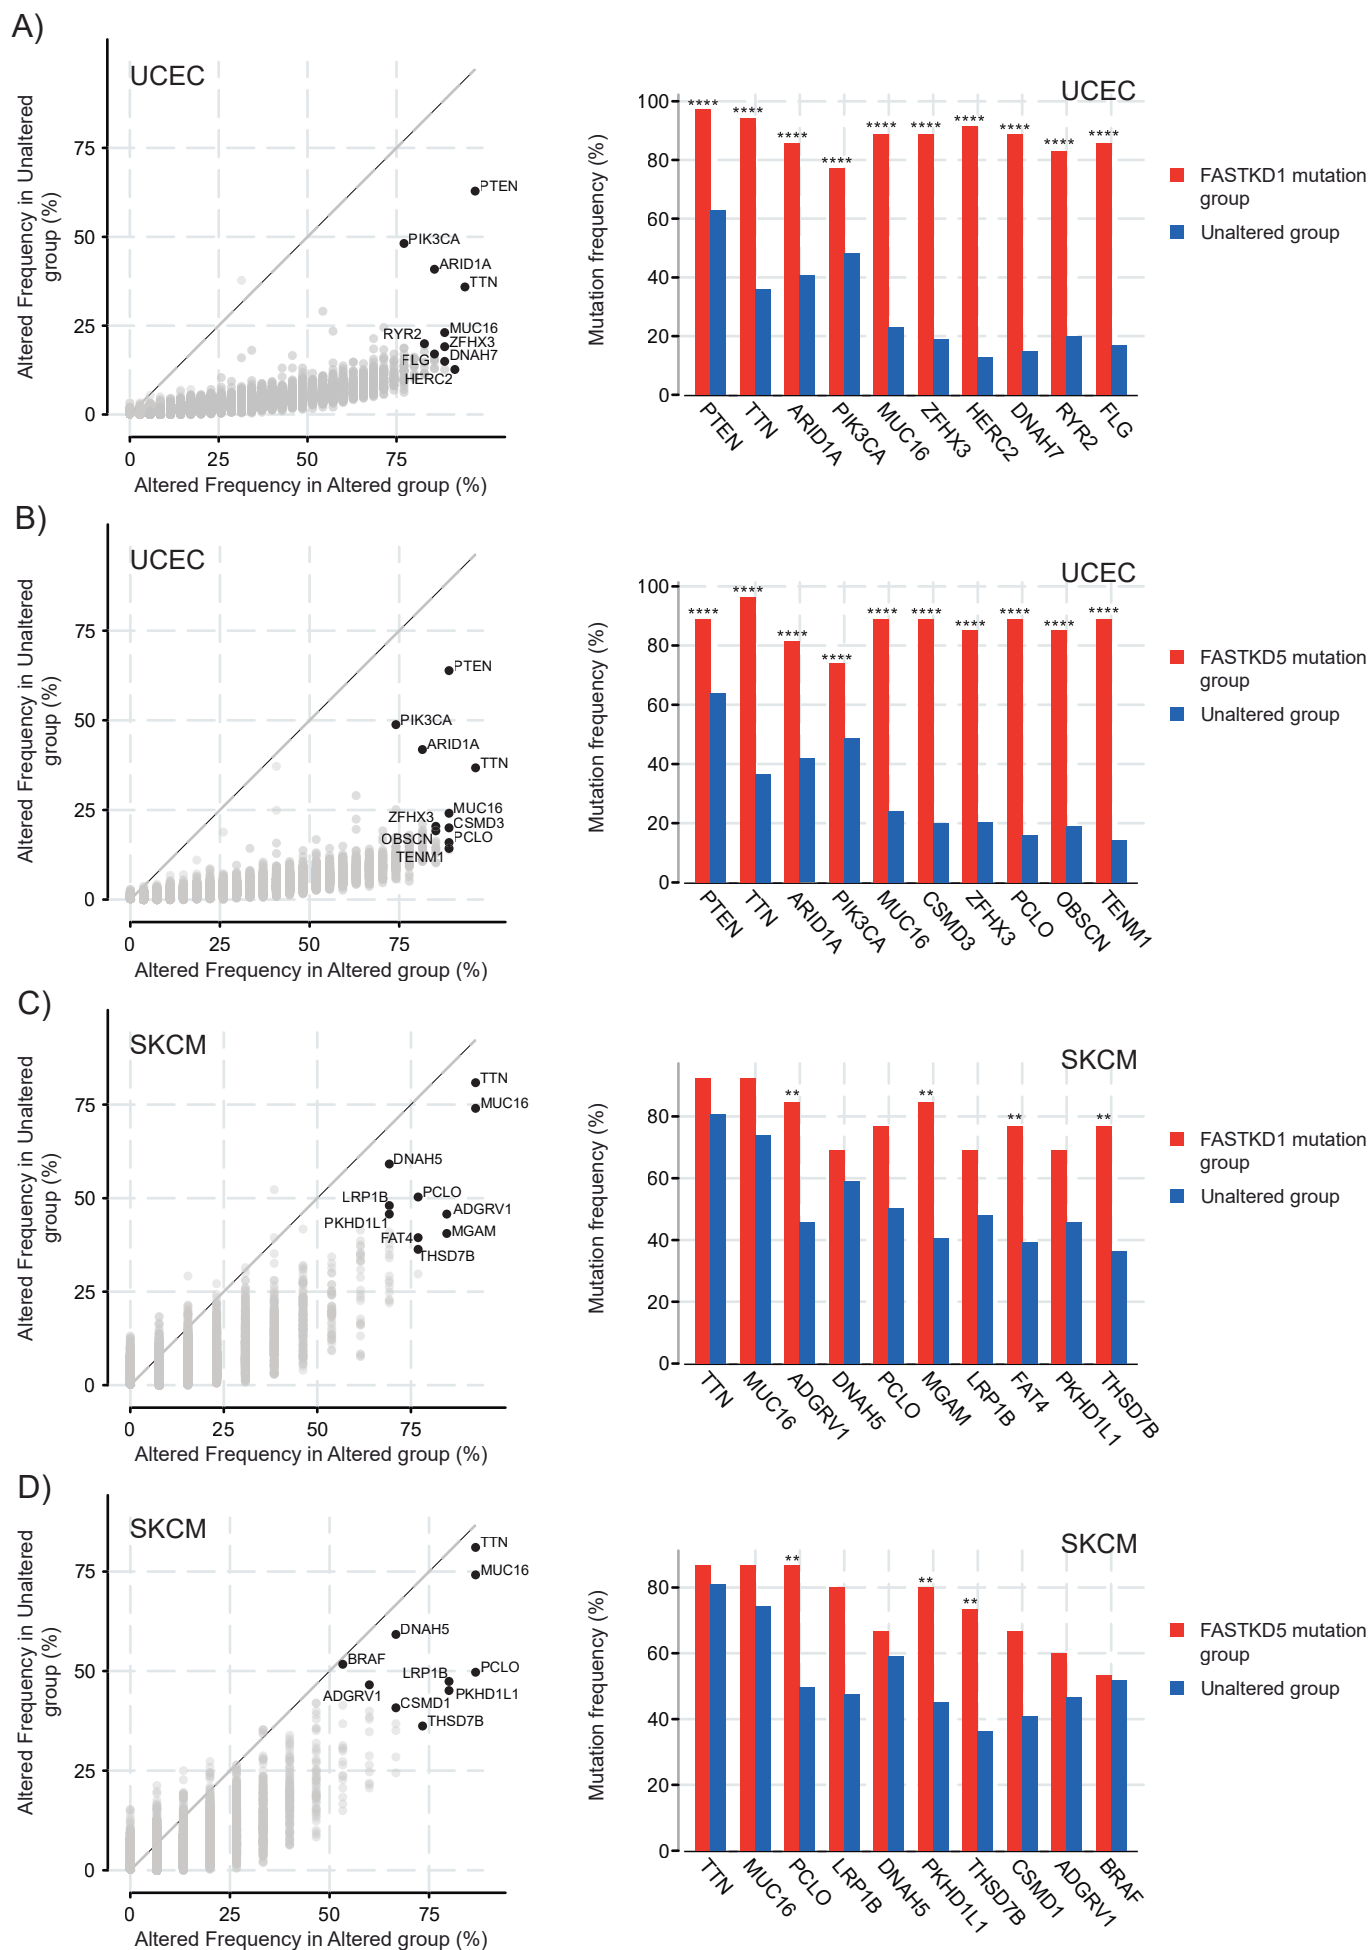 A)
UCEC
Altered Frequency in Unaltered
group (%)
75
50
25
0
PTEN
PIK3CA
ARID1A
TTN
MUC16
RYR2
ZFHX3
FLG
DNAH7
HERC2
0 25 50 75
Altered Frequency in Altered group (%)
UCEC
Mutation frequency (%)
100
80
60
40
20
0
**** **** **** **** **** **** **** **** **** ****
PTEN TTN ARID1A PIK3CA MUC16 ZFHX3 HERC2 DNAH7 RYR2 FLG
FASTKD1 mutation
group
Unaltered group
B)
UCEC
Altered Frequency in Unaltered
group (%)
75
50
25
0
PTEN
PIK3CA
ARID1A
TTN
MUC16
ZFHX3
CSMD3
OBSCN
PCLO
TENM1
0 25 50 75
Altered Frequency in Altered group (%)
UCEC
Mutation frequency (%)
100
80
60
40
20
0
**** **** **** **** **** **** **** **** **** ****
PTEN TTN ARID1A PIK3CA MUC16 CSMD3 ZFHX3 PCLO OBSCN TENM1
FASTKD5 mutation
group
Unaltered group
C)
SKCM
Altered Frequency in Unaltered
group (%)
75
50
25
0
TTN
MUC16
DNAH5
LRP1B
PCLO
ADGRV1
PKHD1L1
MGAM
FAT4
THSD7B
0 25 50 75
Altered Frequency in Altered group (%)
SKCM
Mutation frequency (%)
80
60
40
20
0
** ** ** **
TTN MUC16 ADGRV1 DNAH5 PCLO MGAM LRP1B FAT4 PKHD1L1 THSD7B
FASTKD1 mutation
group
Unaltered group
D)
SKCM
Altered Frequency in Unaltered
group (%)
75
50
25
0
TTN
MUC16
DNAH5
BRAF
LRP1B
PCLO
ADGRV1
PKHD1L1
CSMD1
THSD7B
0 25 50 75
Altered Frequency in Altered group (%)
SKCM
Mutation frequency (%)
80
60
40
20
0
** ** **
TTN MUC16 PCLO LRP1B DNAH5 PKHD1L1 THSD7B CSMD1 ADGRV1 BRAF
FASTKD5 mutation
group
Unaltered group